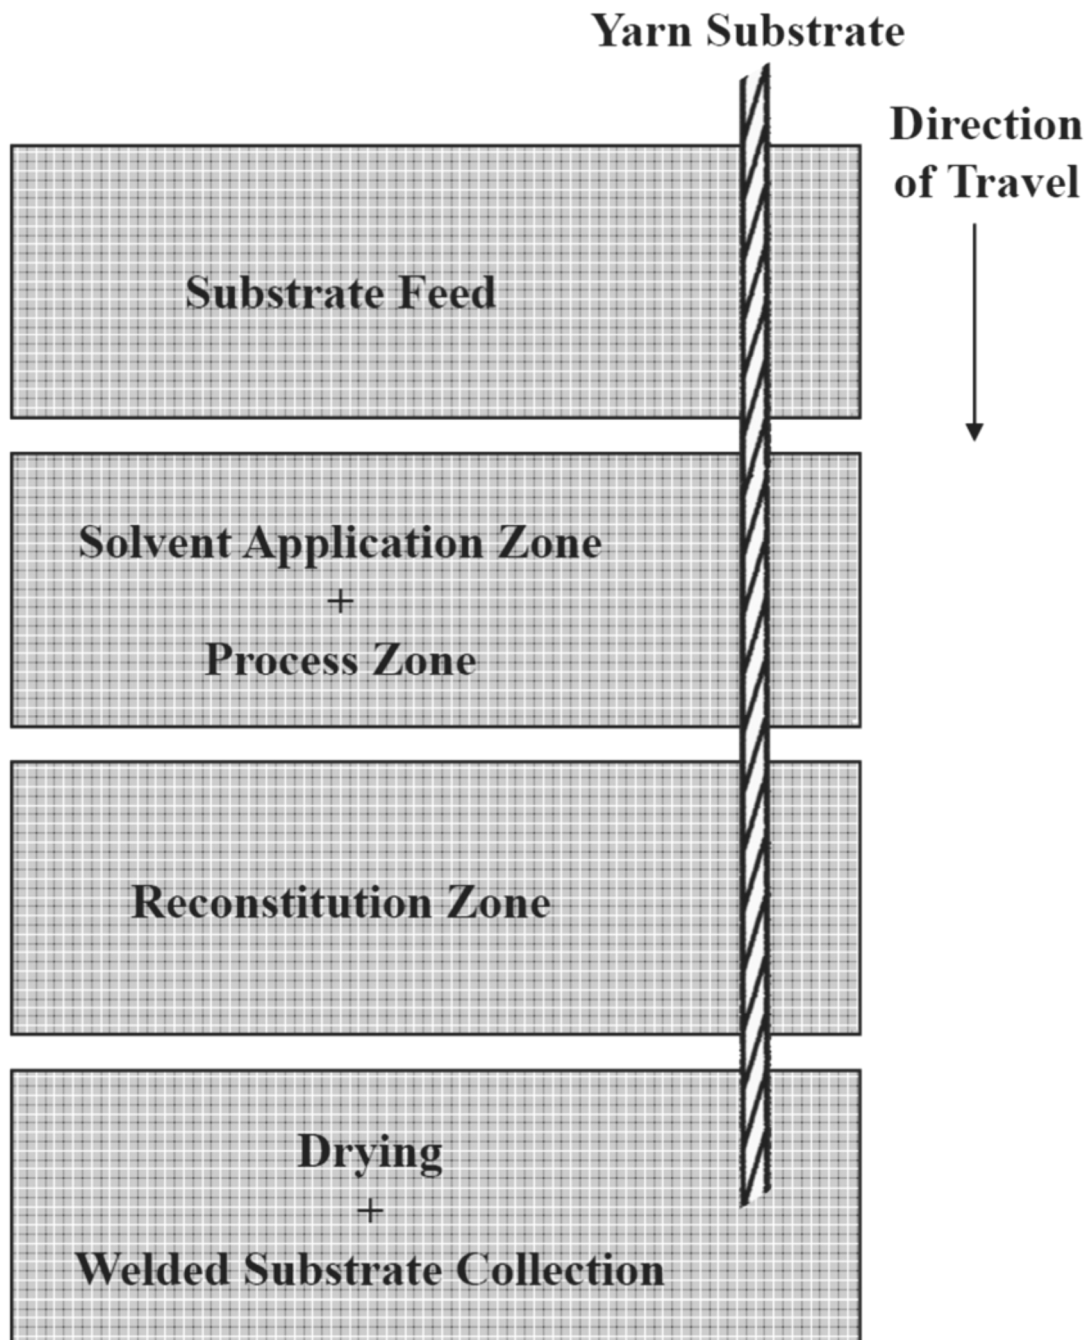 Yarn Substrate
Direction
of Travel
Substrate Feed
Solvent Application Zone
+
Process Zone
Reconstitution Zone
Drying
+
Welded Substrate Collection